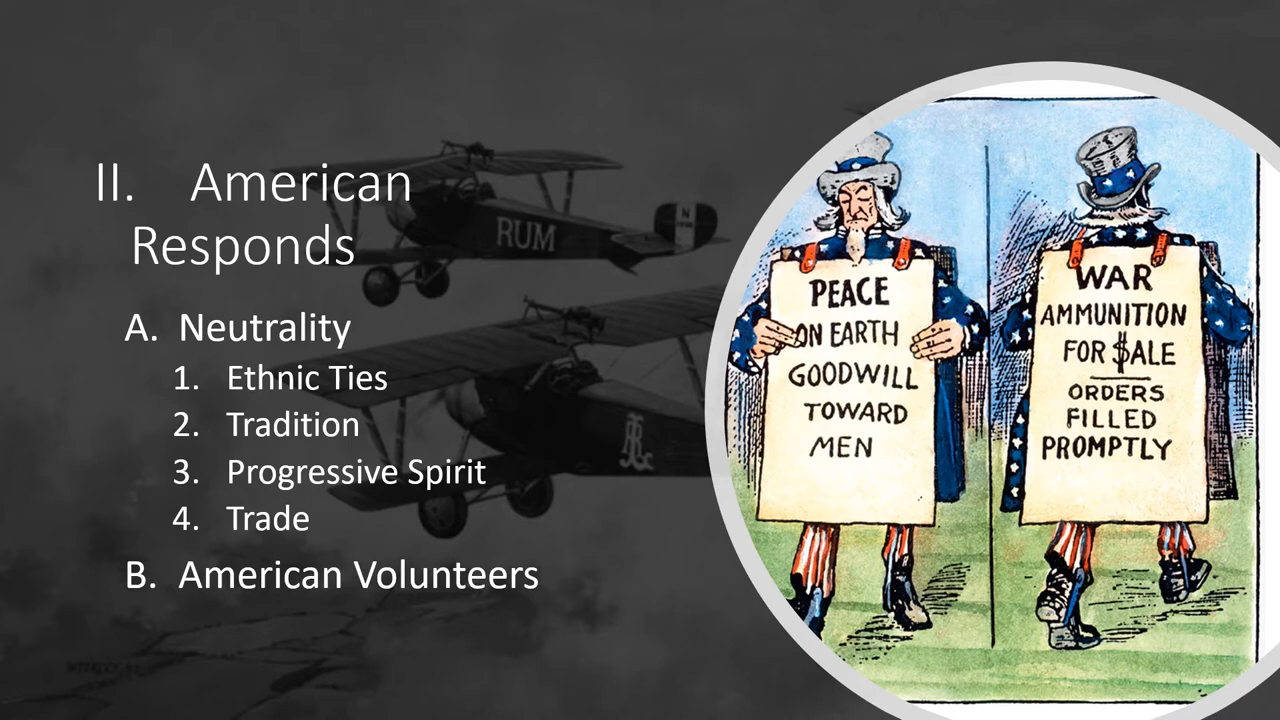 II. American
Responds
A. Neutrality
1. Ethnic Ties
2. Tradition
3. Progressive Spirit
4. Trade
B. American Volunteers
RUM
N
PEACE
ON EARTH
GOODWILL
TOWARD
MEN
WAR
AMMUNITION
FOR $ALE
ORDERS
FILLED
PROMPTLY